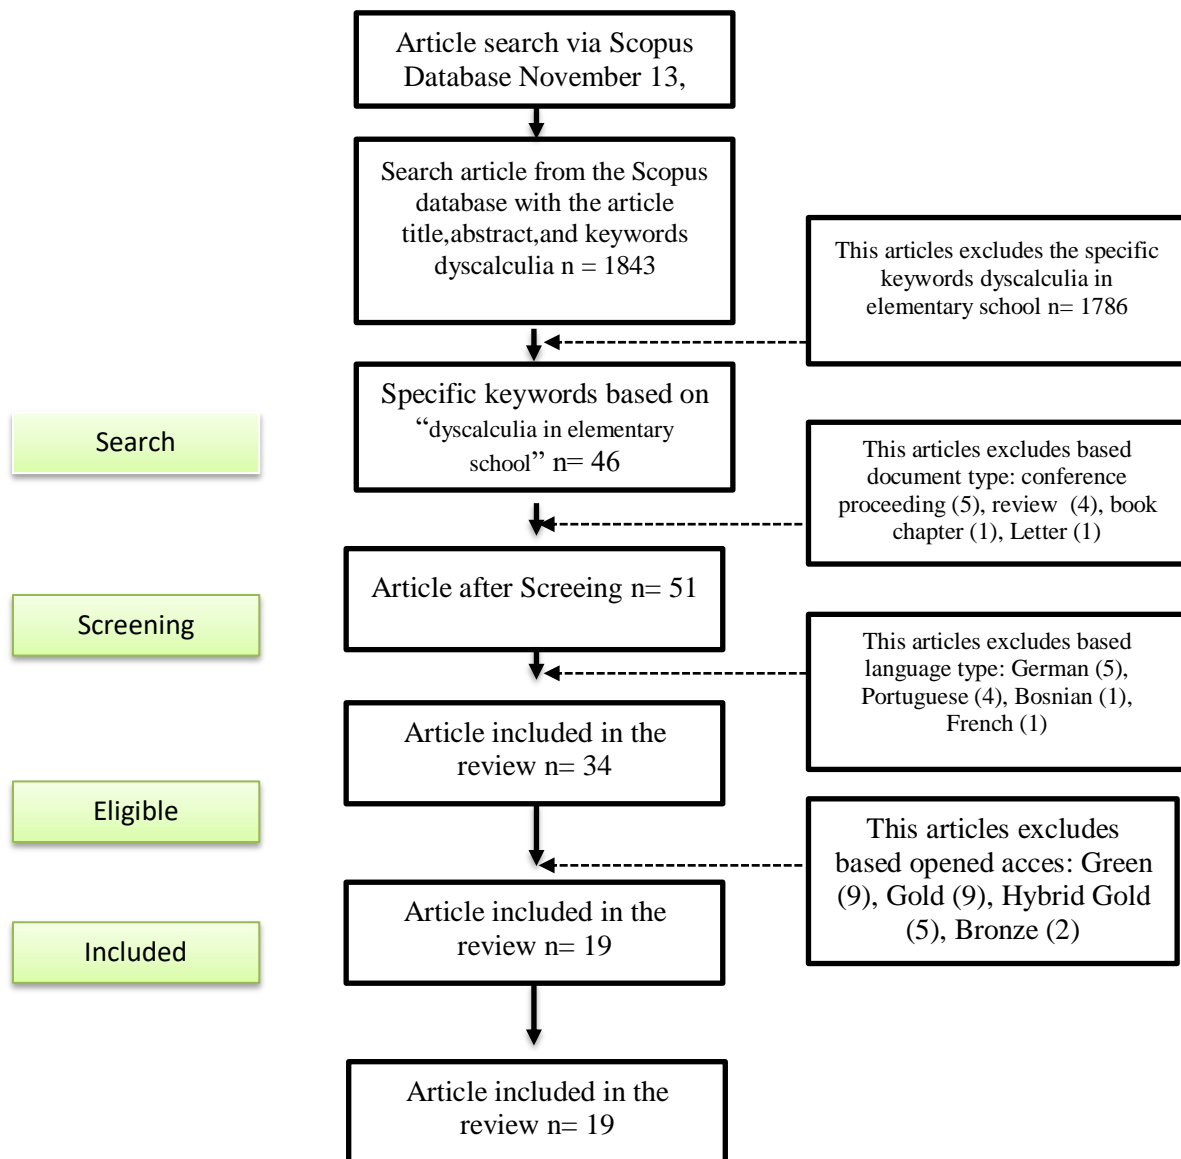 Article search via Scopus
Database November 13,
Search article from the Scopus
database with the article
title,abstract,and keywords
dyscalculia n = 1843
This articles excludes the specific
keywords dyscalculia in
elementary school n= 1786
Specific keywords based on
“dyscalculia in elementary
school” n= 46
Search
This articles excludes based
document type: conference
proceeding (5), review (4), book
chapter (1), Letter (1)
Article after Screeing n= 51
Screening
This articles excludes based
language type: German (5),
Portuguese (4), Bosnian (1),
French (1)
Article included in the
review n= 34
Eligible
This articles excludes
based opened acces: Green
(9), Gold (9), Hybrid Gold
(5), Bronze (2)
Article included in the
review n= 19
Included
Article included in the
review n= 19